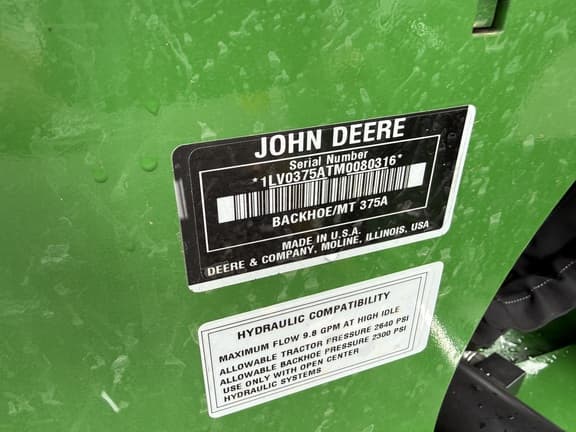 JOHN DEERE
Serial Number
*1LV0375ATM0080316*
BACKHOE/MT 375A
MADE IN U.S.A.
DEERE & COMPANY, MOLINE, ILLINOIS, USA
HYDRAULIC COMPATIBILITY
MAXIMUM FLOW 9.8 GPM AT HIGH IDLE
ALLOWABLE TRACTOR PRESSURE 2640 PSI
ALLOWABLE BACKHOE PRESSURE 2300 PSI
USE ONLY WITH OPEN CENTER
HYDRAULIC SYSTEMS